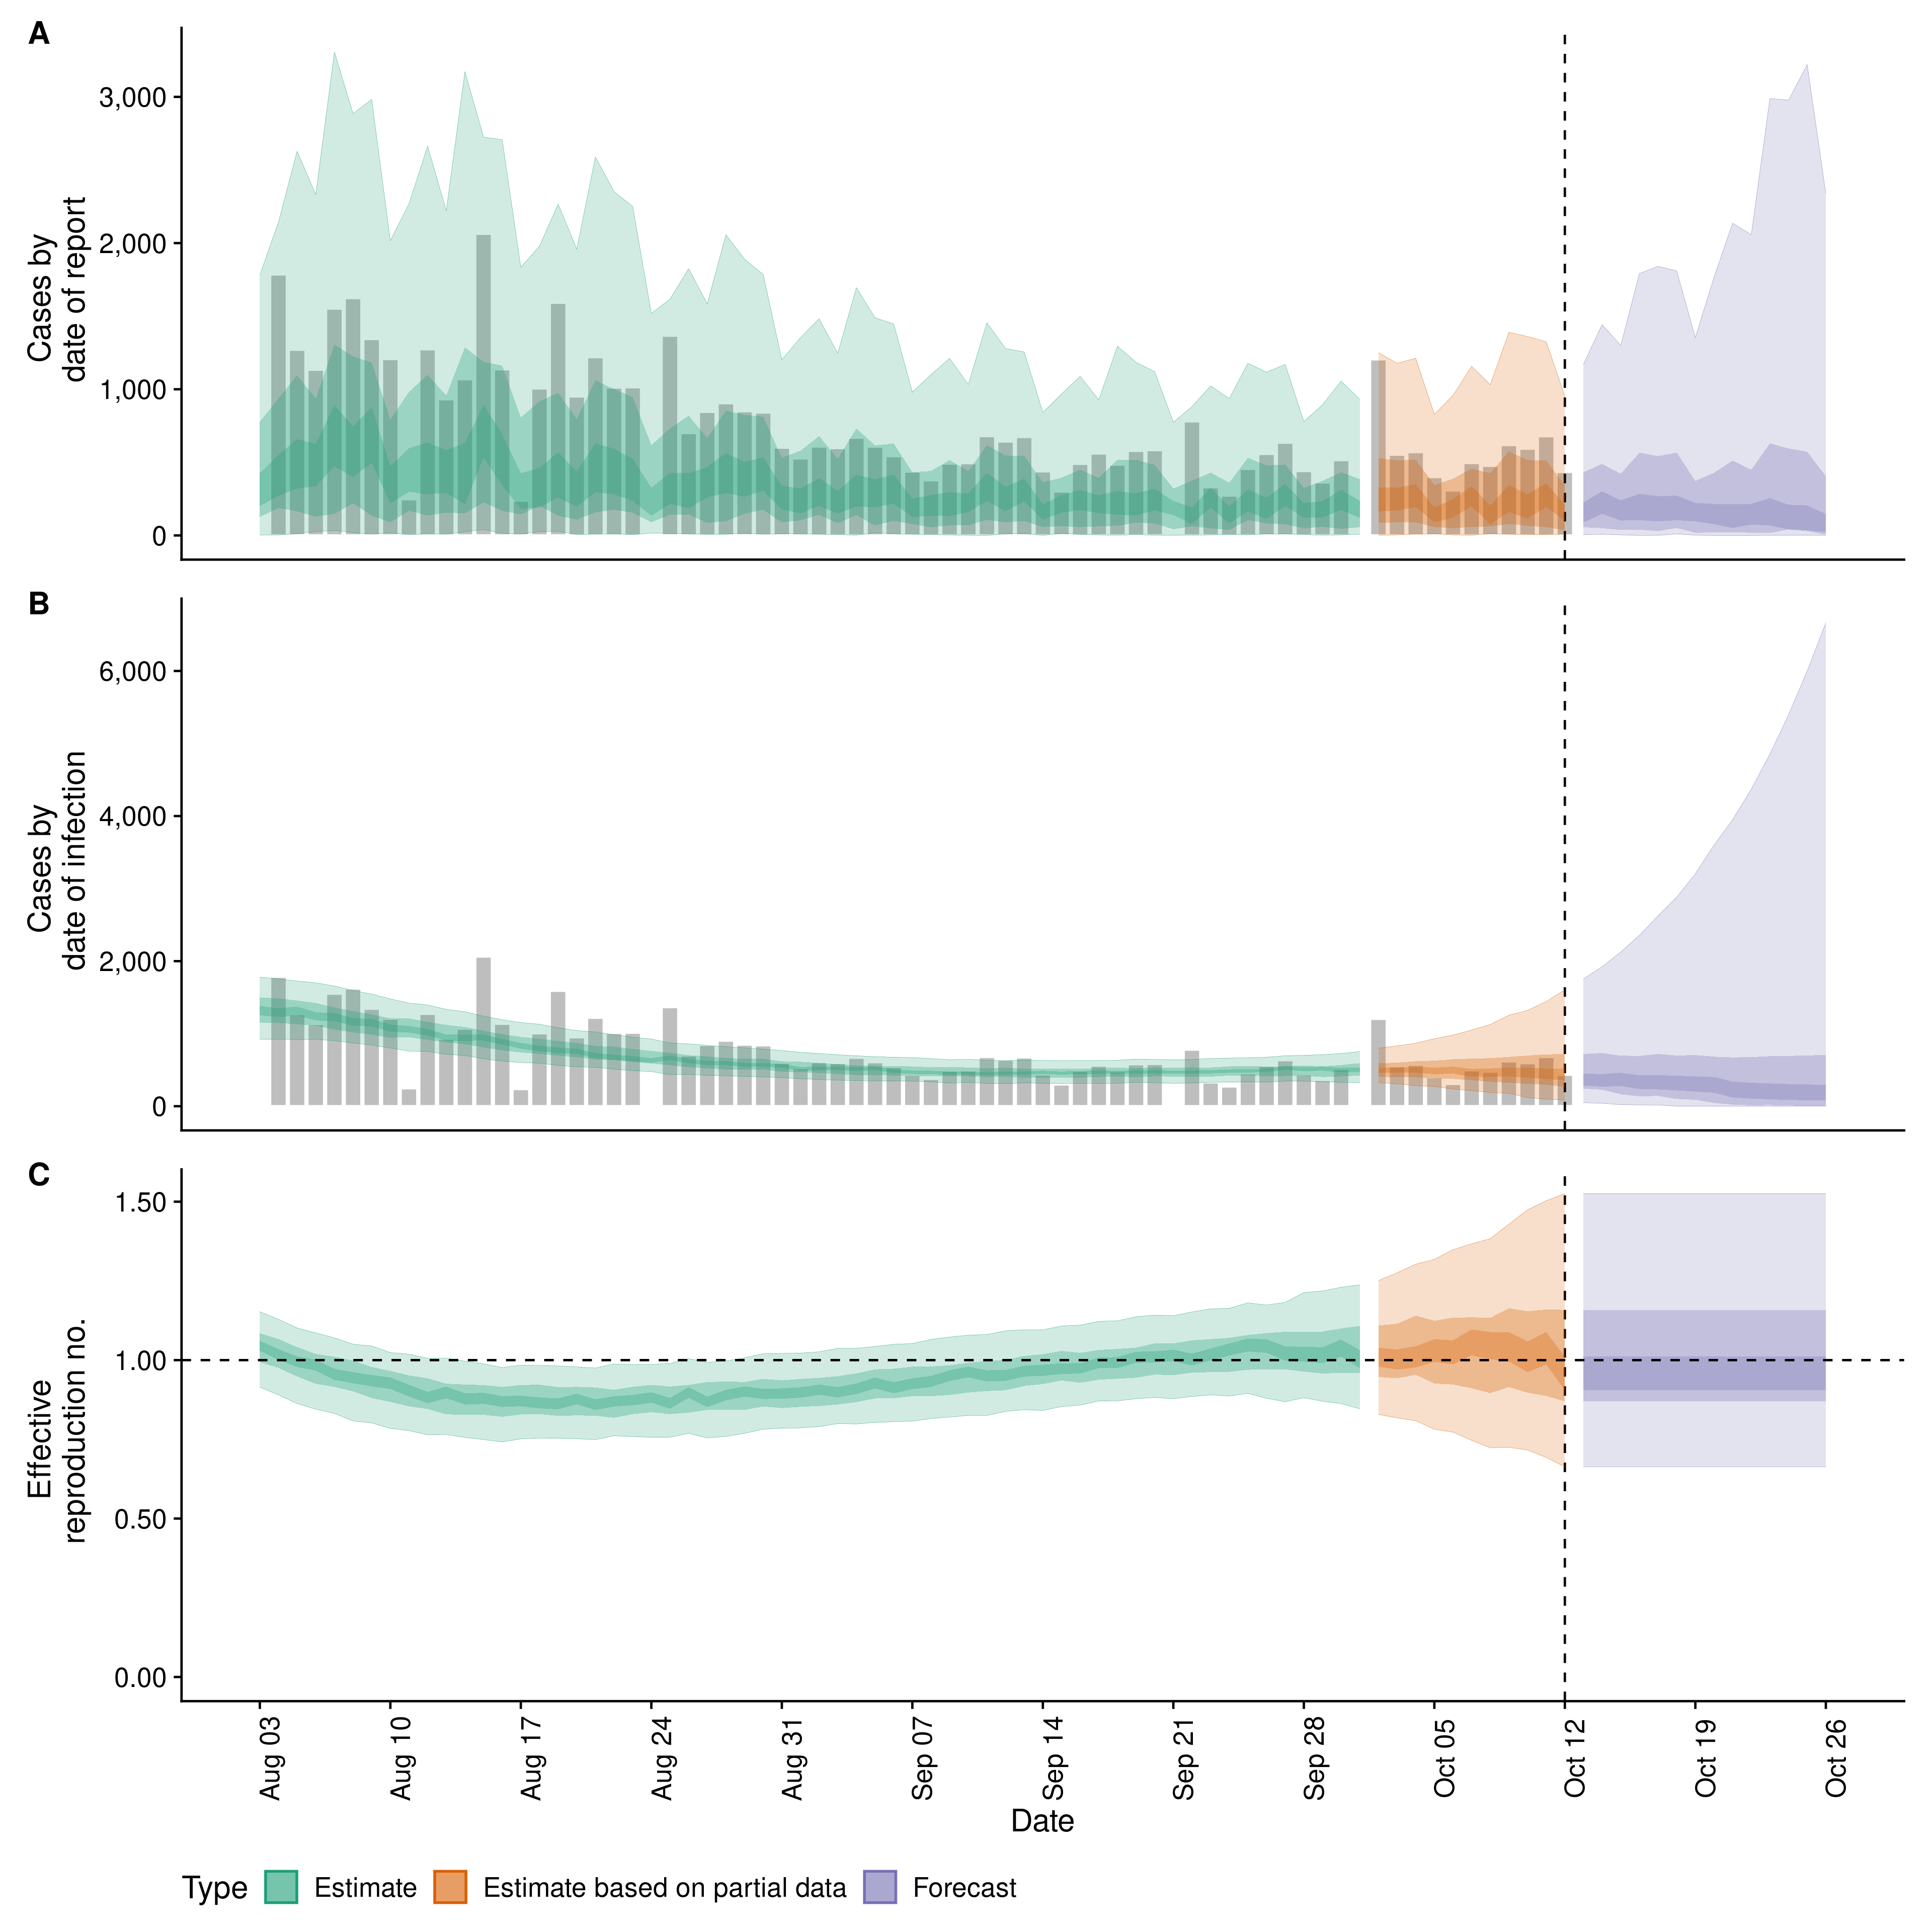 A
Cases by
date of report
3,000
2,000
1,000
0
B
Cases by
date of infection
6,000
4,000
2,000
0
C
Effective
reproduction no.
1.50
1.00
0.50
0.00
Aug 03
Aug 10
Aug 17
Aug 24
Aug 31
Sep 07
Sep 14
Sep 21
Sep 28
Oct 05
Oct 12
Oct 19
Oct 26
Date
Type Estimate Estimate based on partial data Forecast